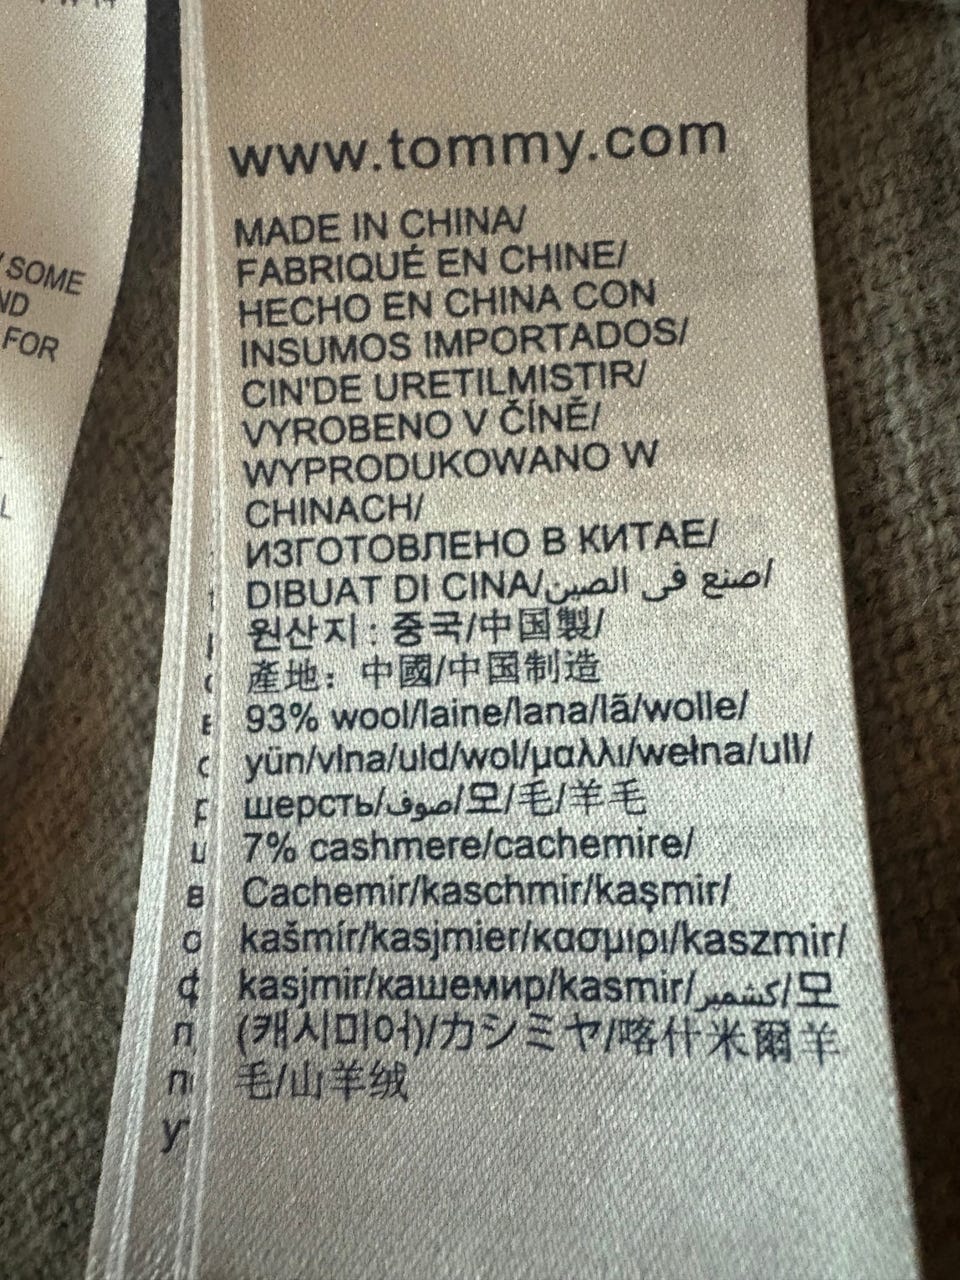 SOME
ND
FOR
www.tommy.com
MADE IN CHINA/
FABRIQUÉ EN CHINE/
HECHO EN CHINA CON
INSUMOS IMPORTADOS/
CIN'DE URETILMISTIR/
VYROBENO V ČÍNĚ/
WYPRODUKOWANO W
CHINACH/
ИЗГОТОВЛЕНО В КИТАЕ/
DIBUAT DI CINA/صنع في الصين/
원산지 : 중국/中国製/
產地：中國/中国制造
93% wool/laine/lana/lã/wolle/
yün/vlna/uld/wol/μαλλι/wełna/ull/
шерсть/صوف/모/毛/羊毛
7% cashmere/cachemire/
Cachemir/kaschmir/kaşmir/
kašmír/kasjmier/κασμιρι/kaszmir/
kasjmir/кашемир/kasmir/كشمير/모
(캐시미어)/カシミヤ/喀什米爾羊
毛/山羊绒